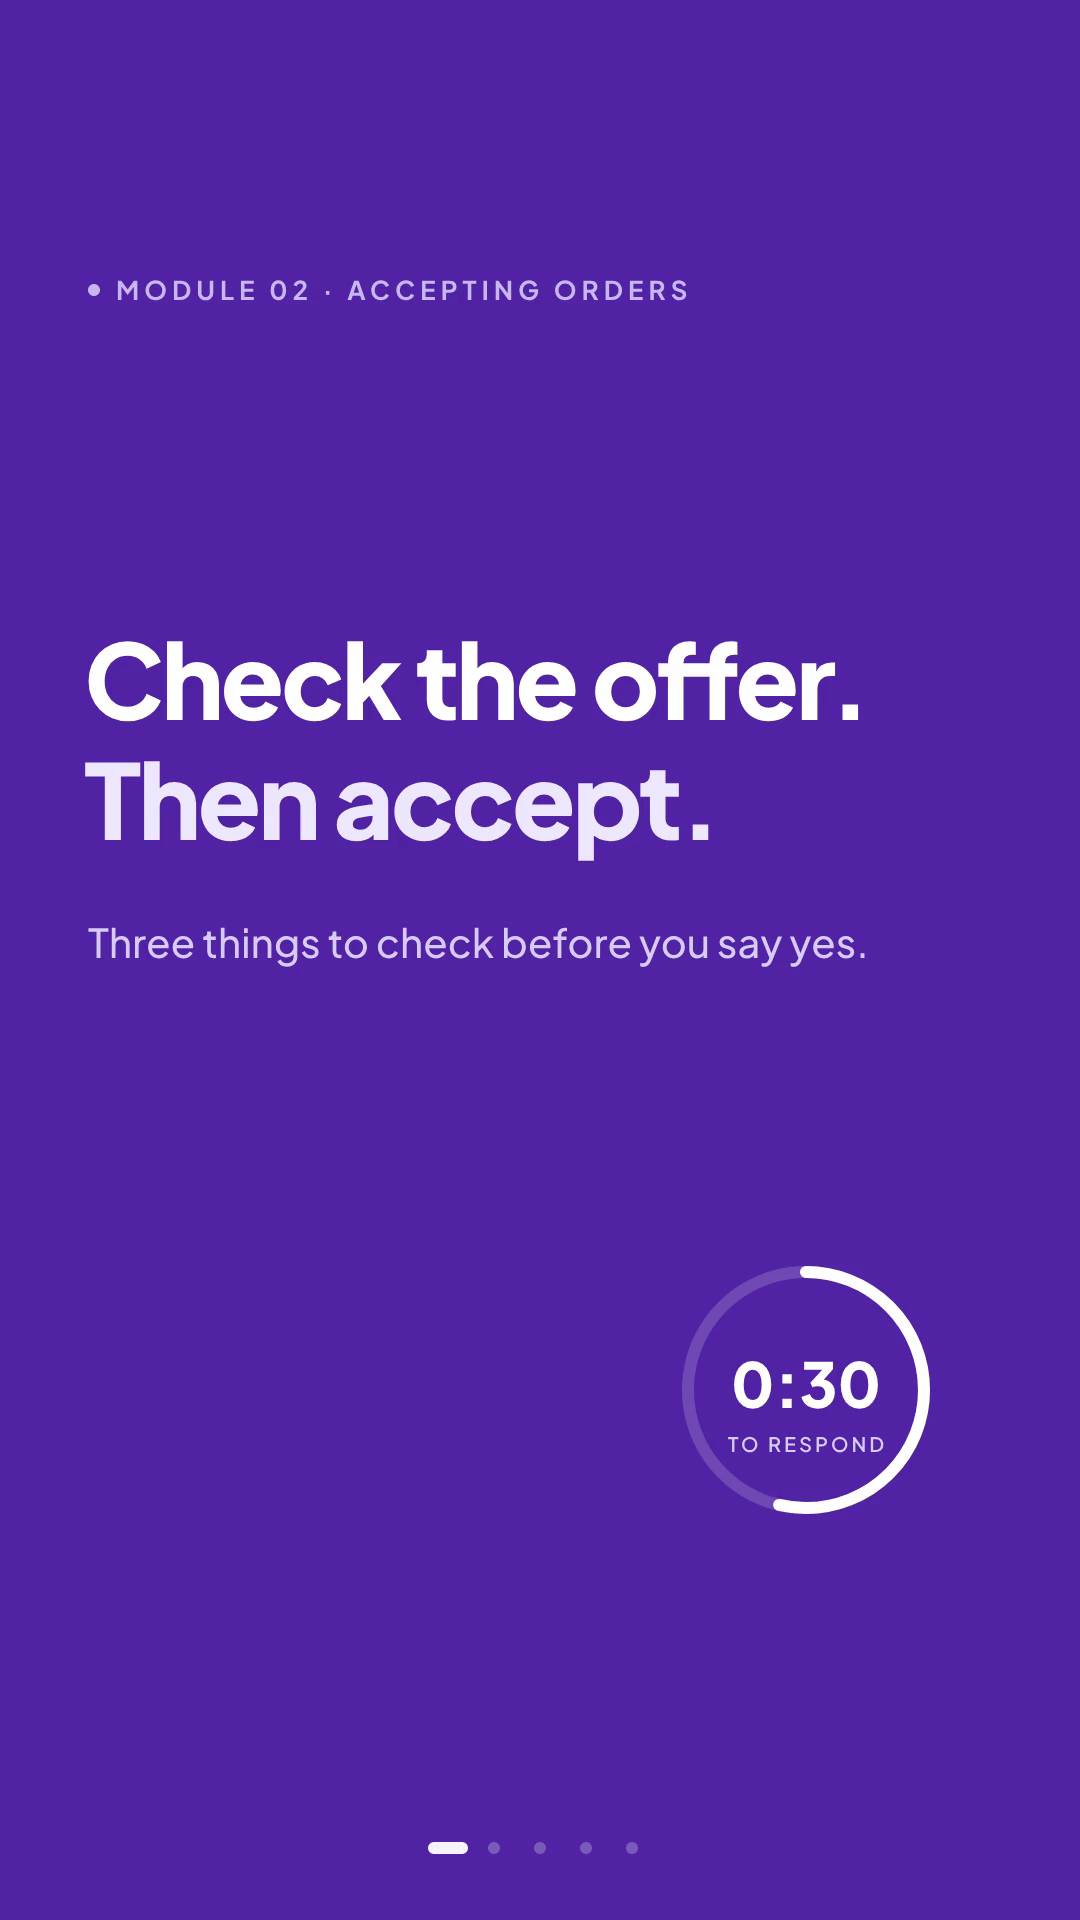 MODULE 02 · ACCEPTING ORDERS
Check the offer.
Then accept.
Three things to check before you say yes.
0:30
TO RESPOND